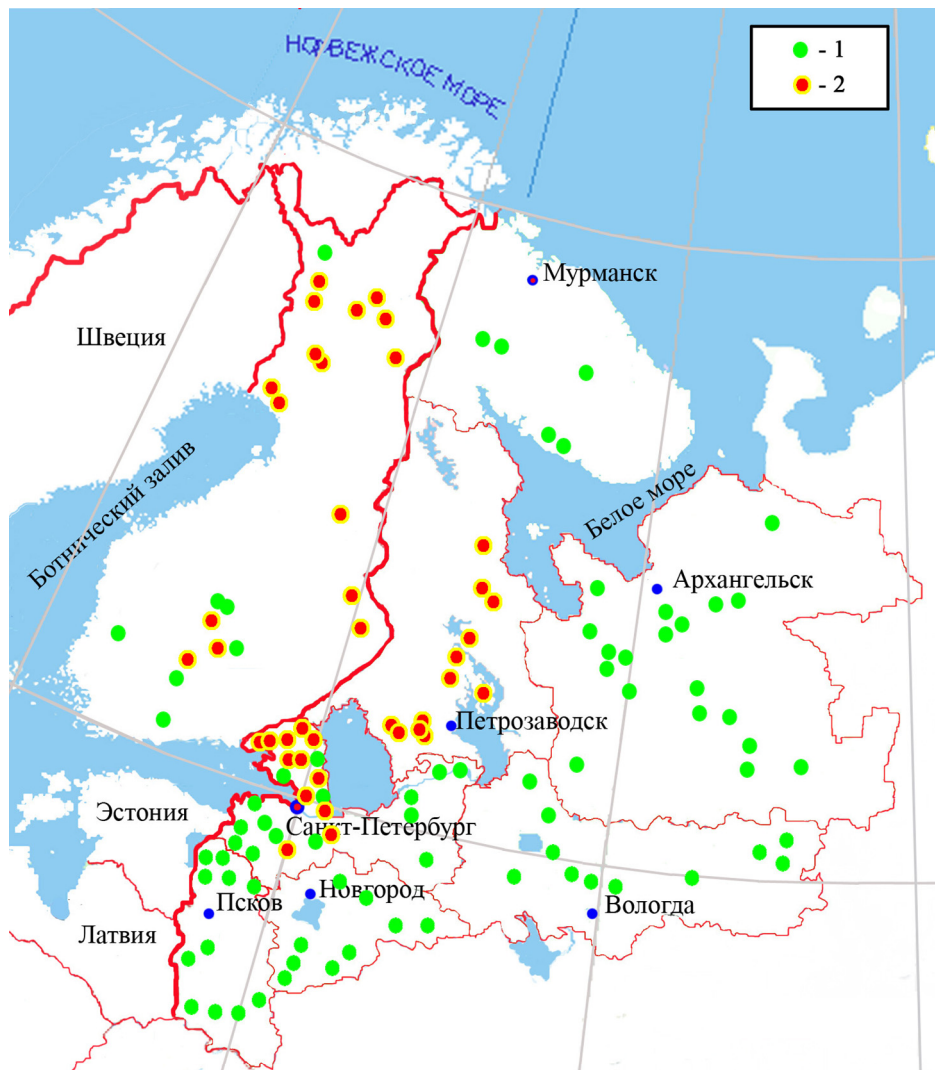 НОРВЕЖСКОЕ МОРЕ
- 1
- 2
Мурманск
Швеция
Ботнический залив
Белое море
Архангельск
Петрозаводск
Эстония
Санкт-Петербург
Новгород
Псков
Вологда
Латвия